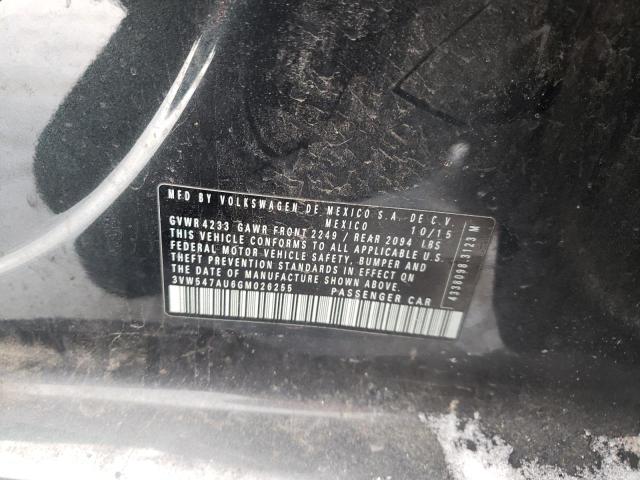 MFD BY VOLKSWAGEN DE MEXICO S.A. DE C.V.
MEXICO 10/15
GVWR 4233 GAWR FRONT 2249 / REAR 2094 LBS
THIS VEHICLE CONFORMS TO ALL APPLICABLE U.S.
FEDERAL MOTOR VEHICLE SAFETY, BUMPER AND
THEFT PREVENTION STANDARDS IN EFFECT ON
THE DATE OF MANUFACTURE SHOWN ABOVE.
3VW547AU6GM026255 PASSENGER CAR
4338098.3123 M